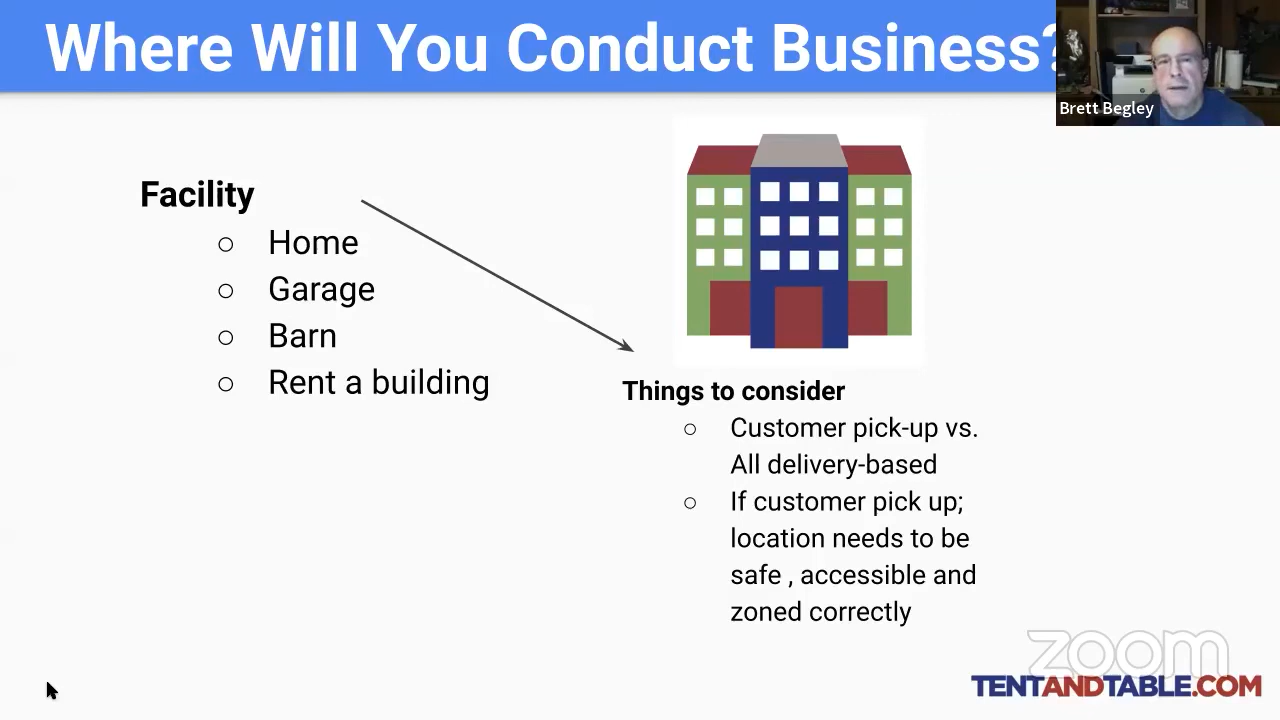 Where Will You Conduct Business?
Brett Begley
Facility
○ Home
○ Garage
○ Barn
○ Rent a building
Things to consider
○ Customer pick-up vs.
All delivery-based
○ If customer pick up;
location needs to be
safe , accessible and
zoned correctly
zoom
TENTANDTABLE.COM